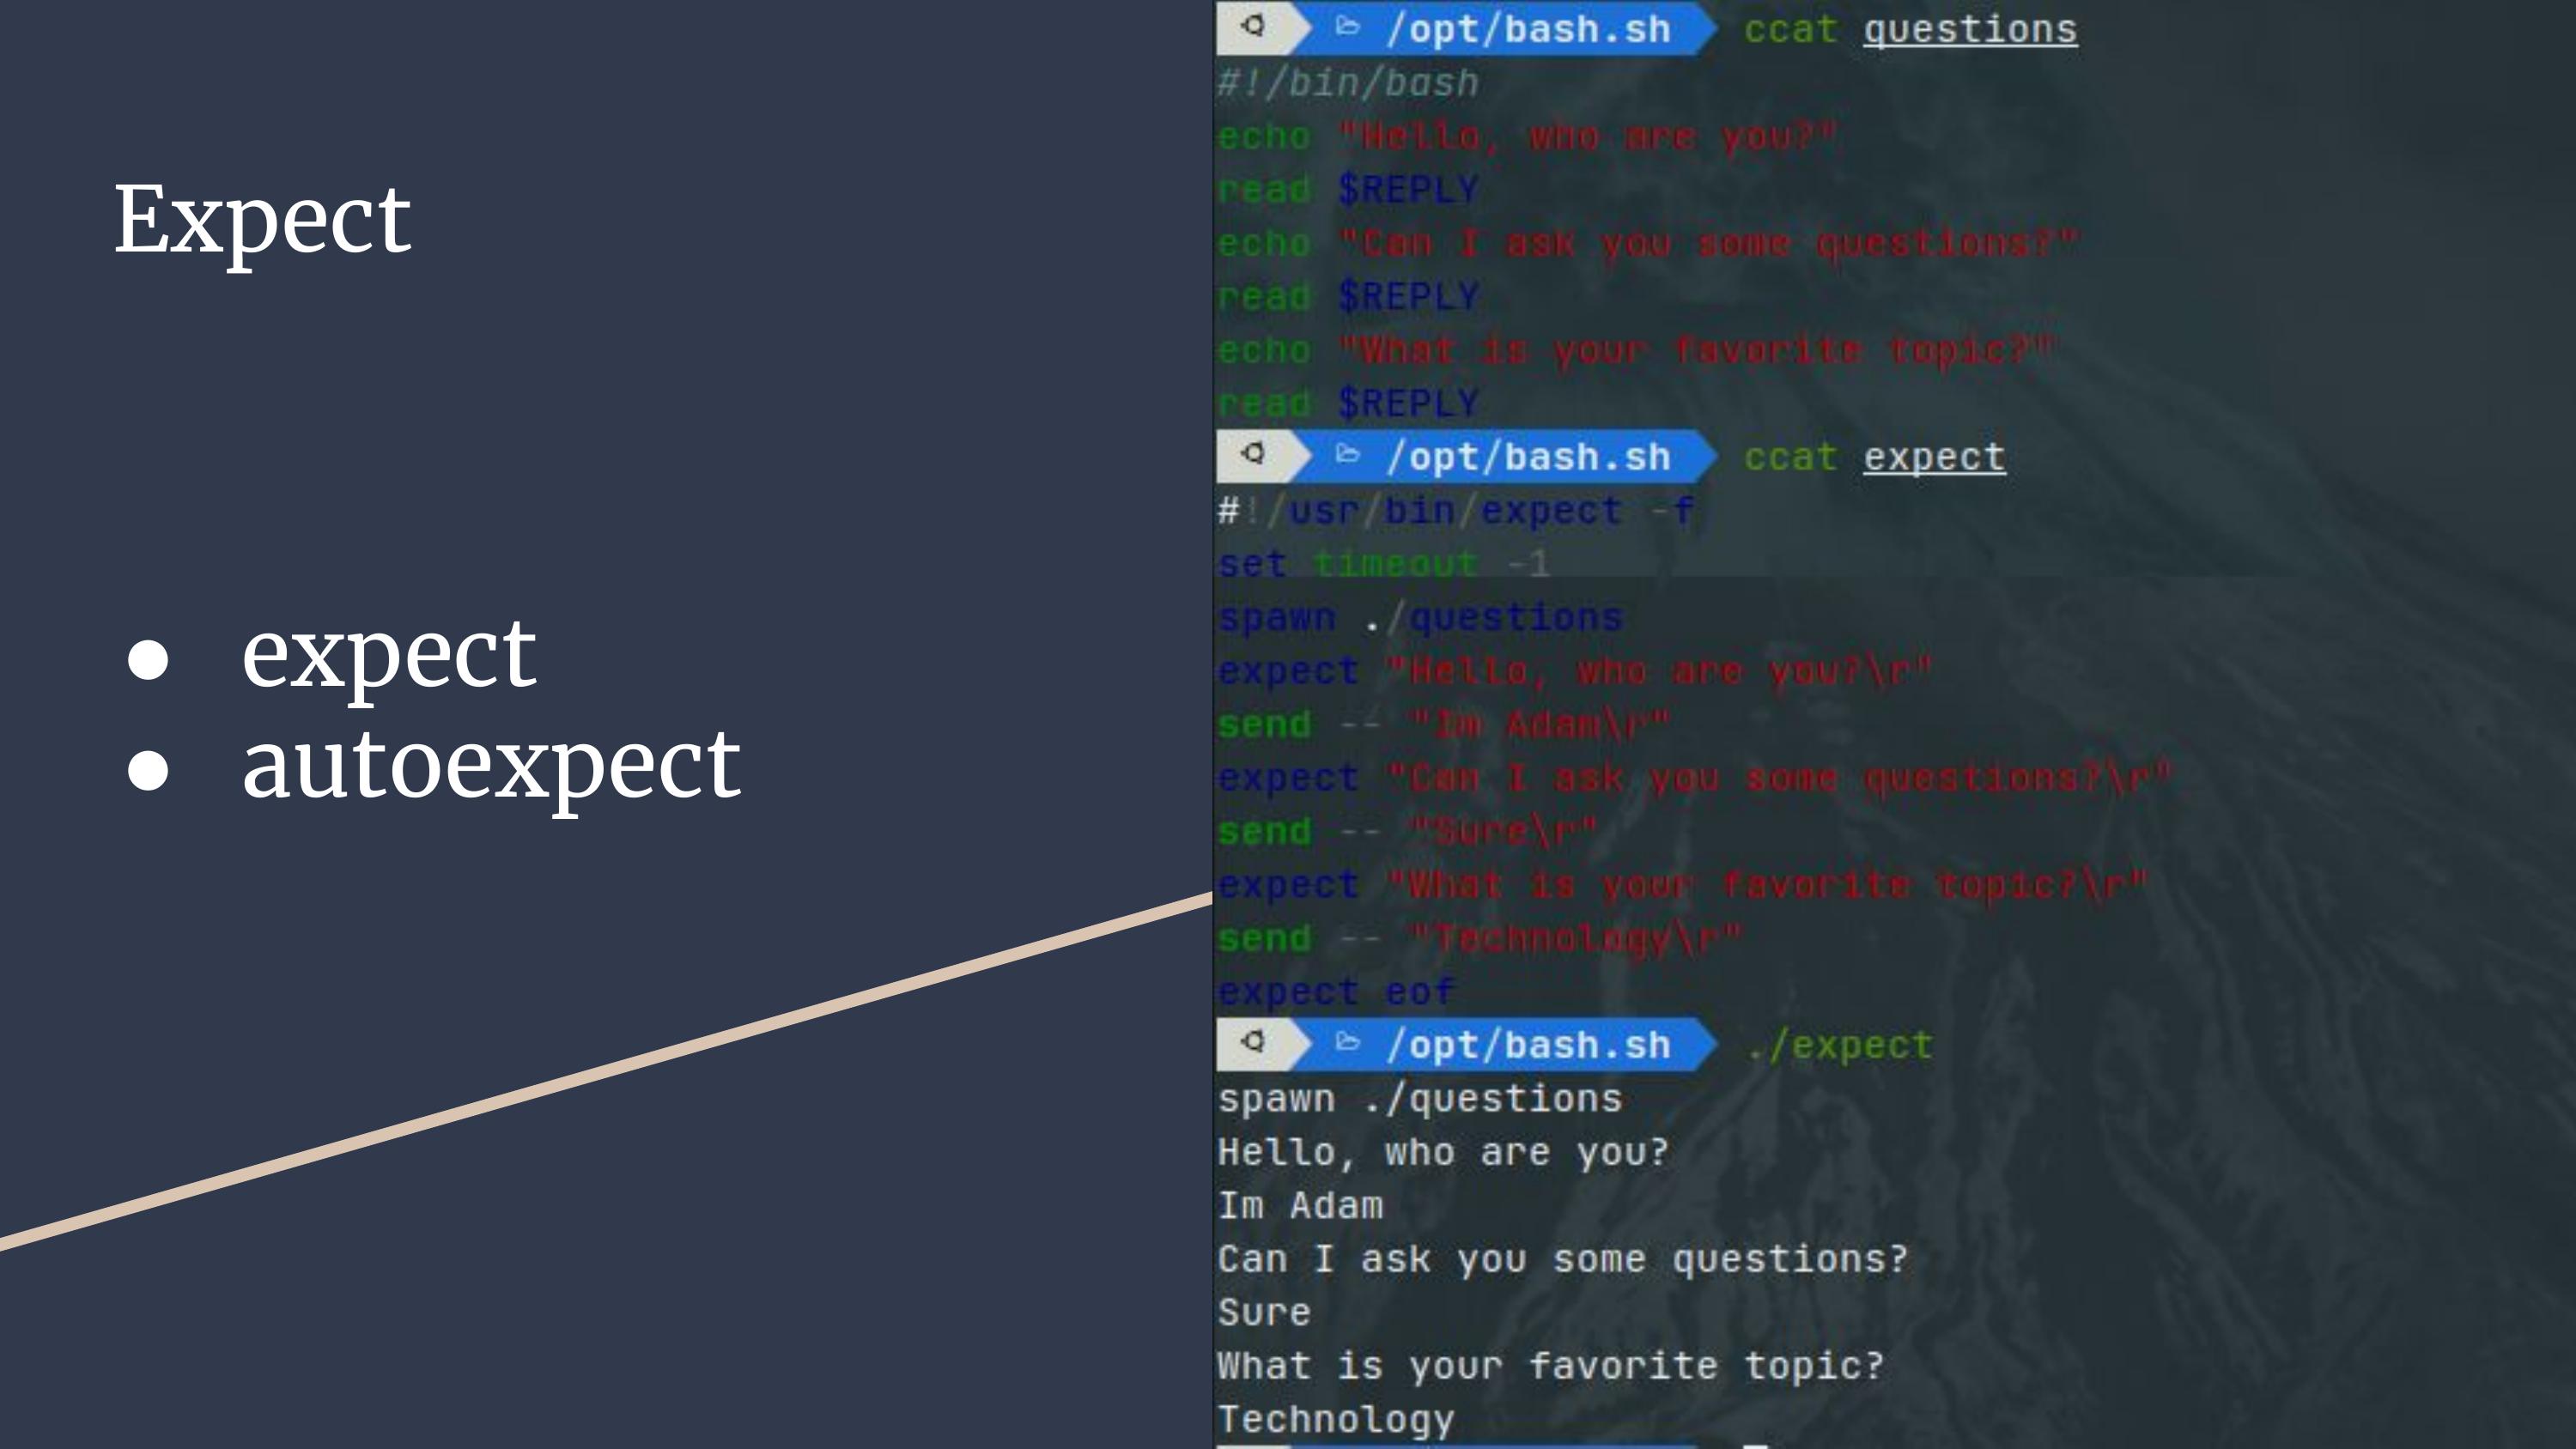 Expect
● expect
● autoexpect
/opt/bash.sh ccat questions
#!/bin/bash
echo "Hello, who are you?"
read $REPLY
echo "Can I ask you some questions?"
read $REPLY
echo "What is your favorite topic?"
read $REPLY
/opt/bash.sh ccat expect
#!/usr/bin/expect -f
set timeout -1
spawn ./questions
expect "Hello, who are you?\r"
send -- "Im Adam\r"
expect "Can I ask you some questions?\r"
send -- "Sure\r"
expect "What is your favorite topic?\r"
send -- "Technology\r"
expect eof
/opt/bash.sh ./expect
spawn ./questions
Hello, who are you?
Im Adam
Can I ask you some questions?
Sure
What is your favorite topic?
Technology